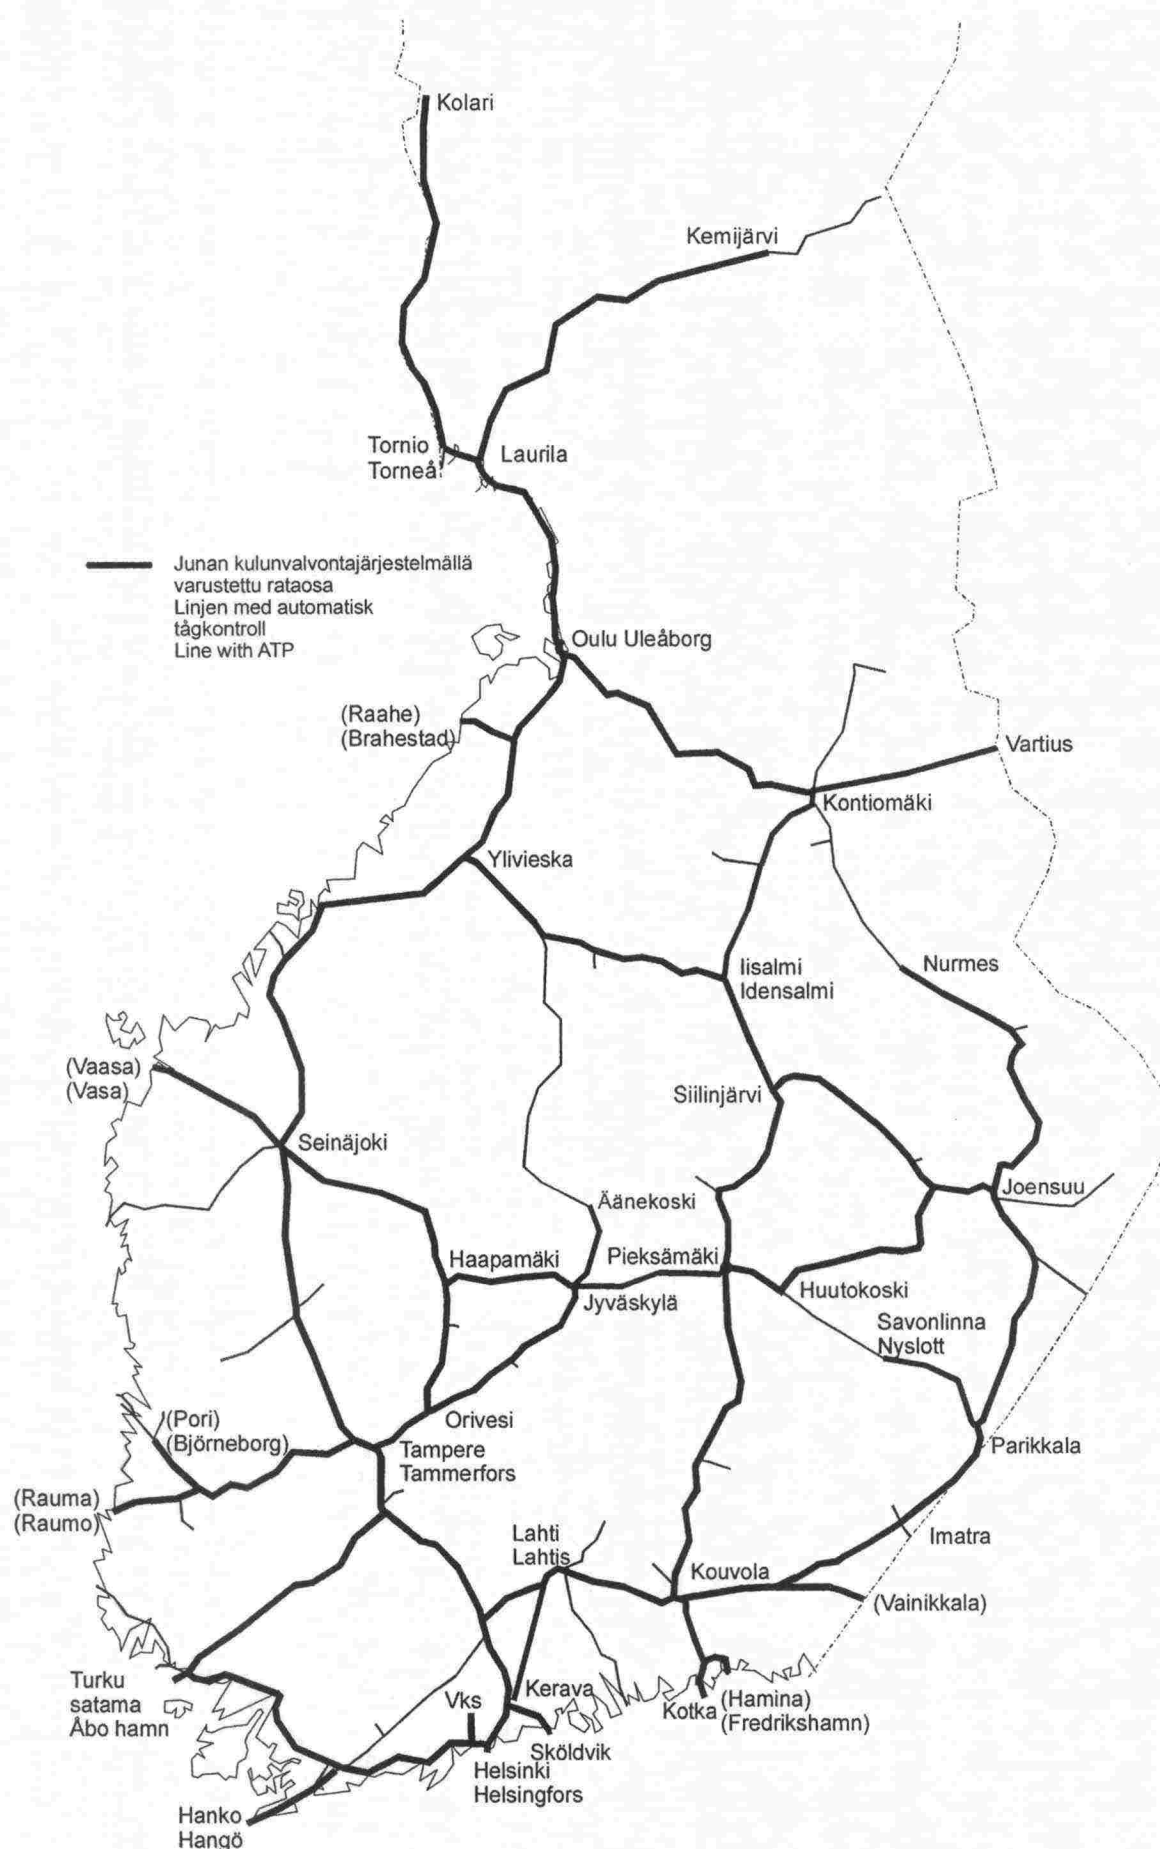 Kolari
Kemijärvi
Tornio
Torneå
Laurila
Junan kulunvalvontajärjestelmällä
varustettu rataosa
Linjen med automatisk
tågkontroll
Line with ATP
Oulu Uleåborg
(Raahe)
(Brahestad)
Vartius
Kontiomäki
Ylivieska
Iisalmi
Idensalmi
Nurmes
(Vaasa)
(Vasa)
Siilinjärvi
Seinäjoki
Joensuu
Äänekoski
Haapamäki
Pieksämäki
Huutokoski
Jyväskylä
Savonlinna
Nyslott
(Pori)
(Björneborg)
Orivesi
Tampere
Tammerfors
Parikkala
(Rauma)
(Raumo)
Lahti
Lahtis
Imatra
Kouvola
(Vainikkala)
Turku
satama
Åbo hamn
Vks
Kerava
Kotka
(Hamina)
(Fredrikshamn)
Sköldvik
Helsinki
Helsingfors
Hanko
Hangö